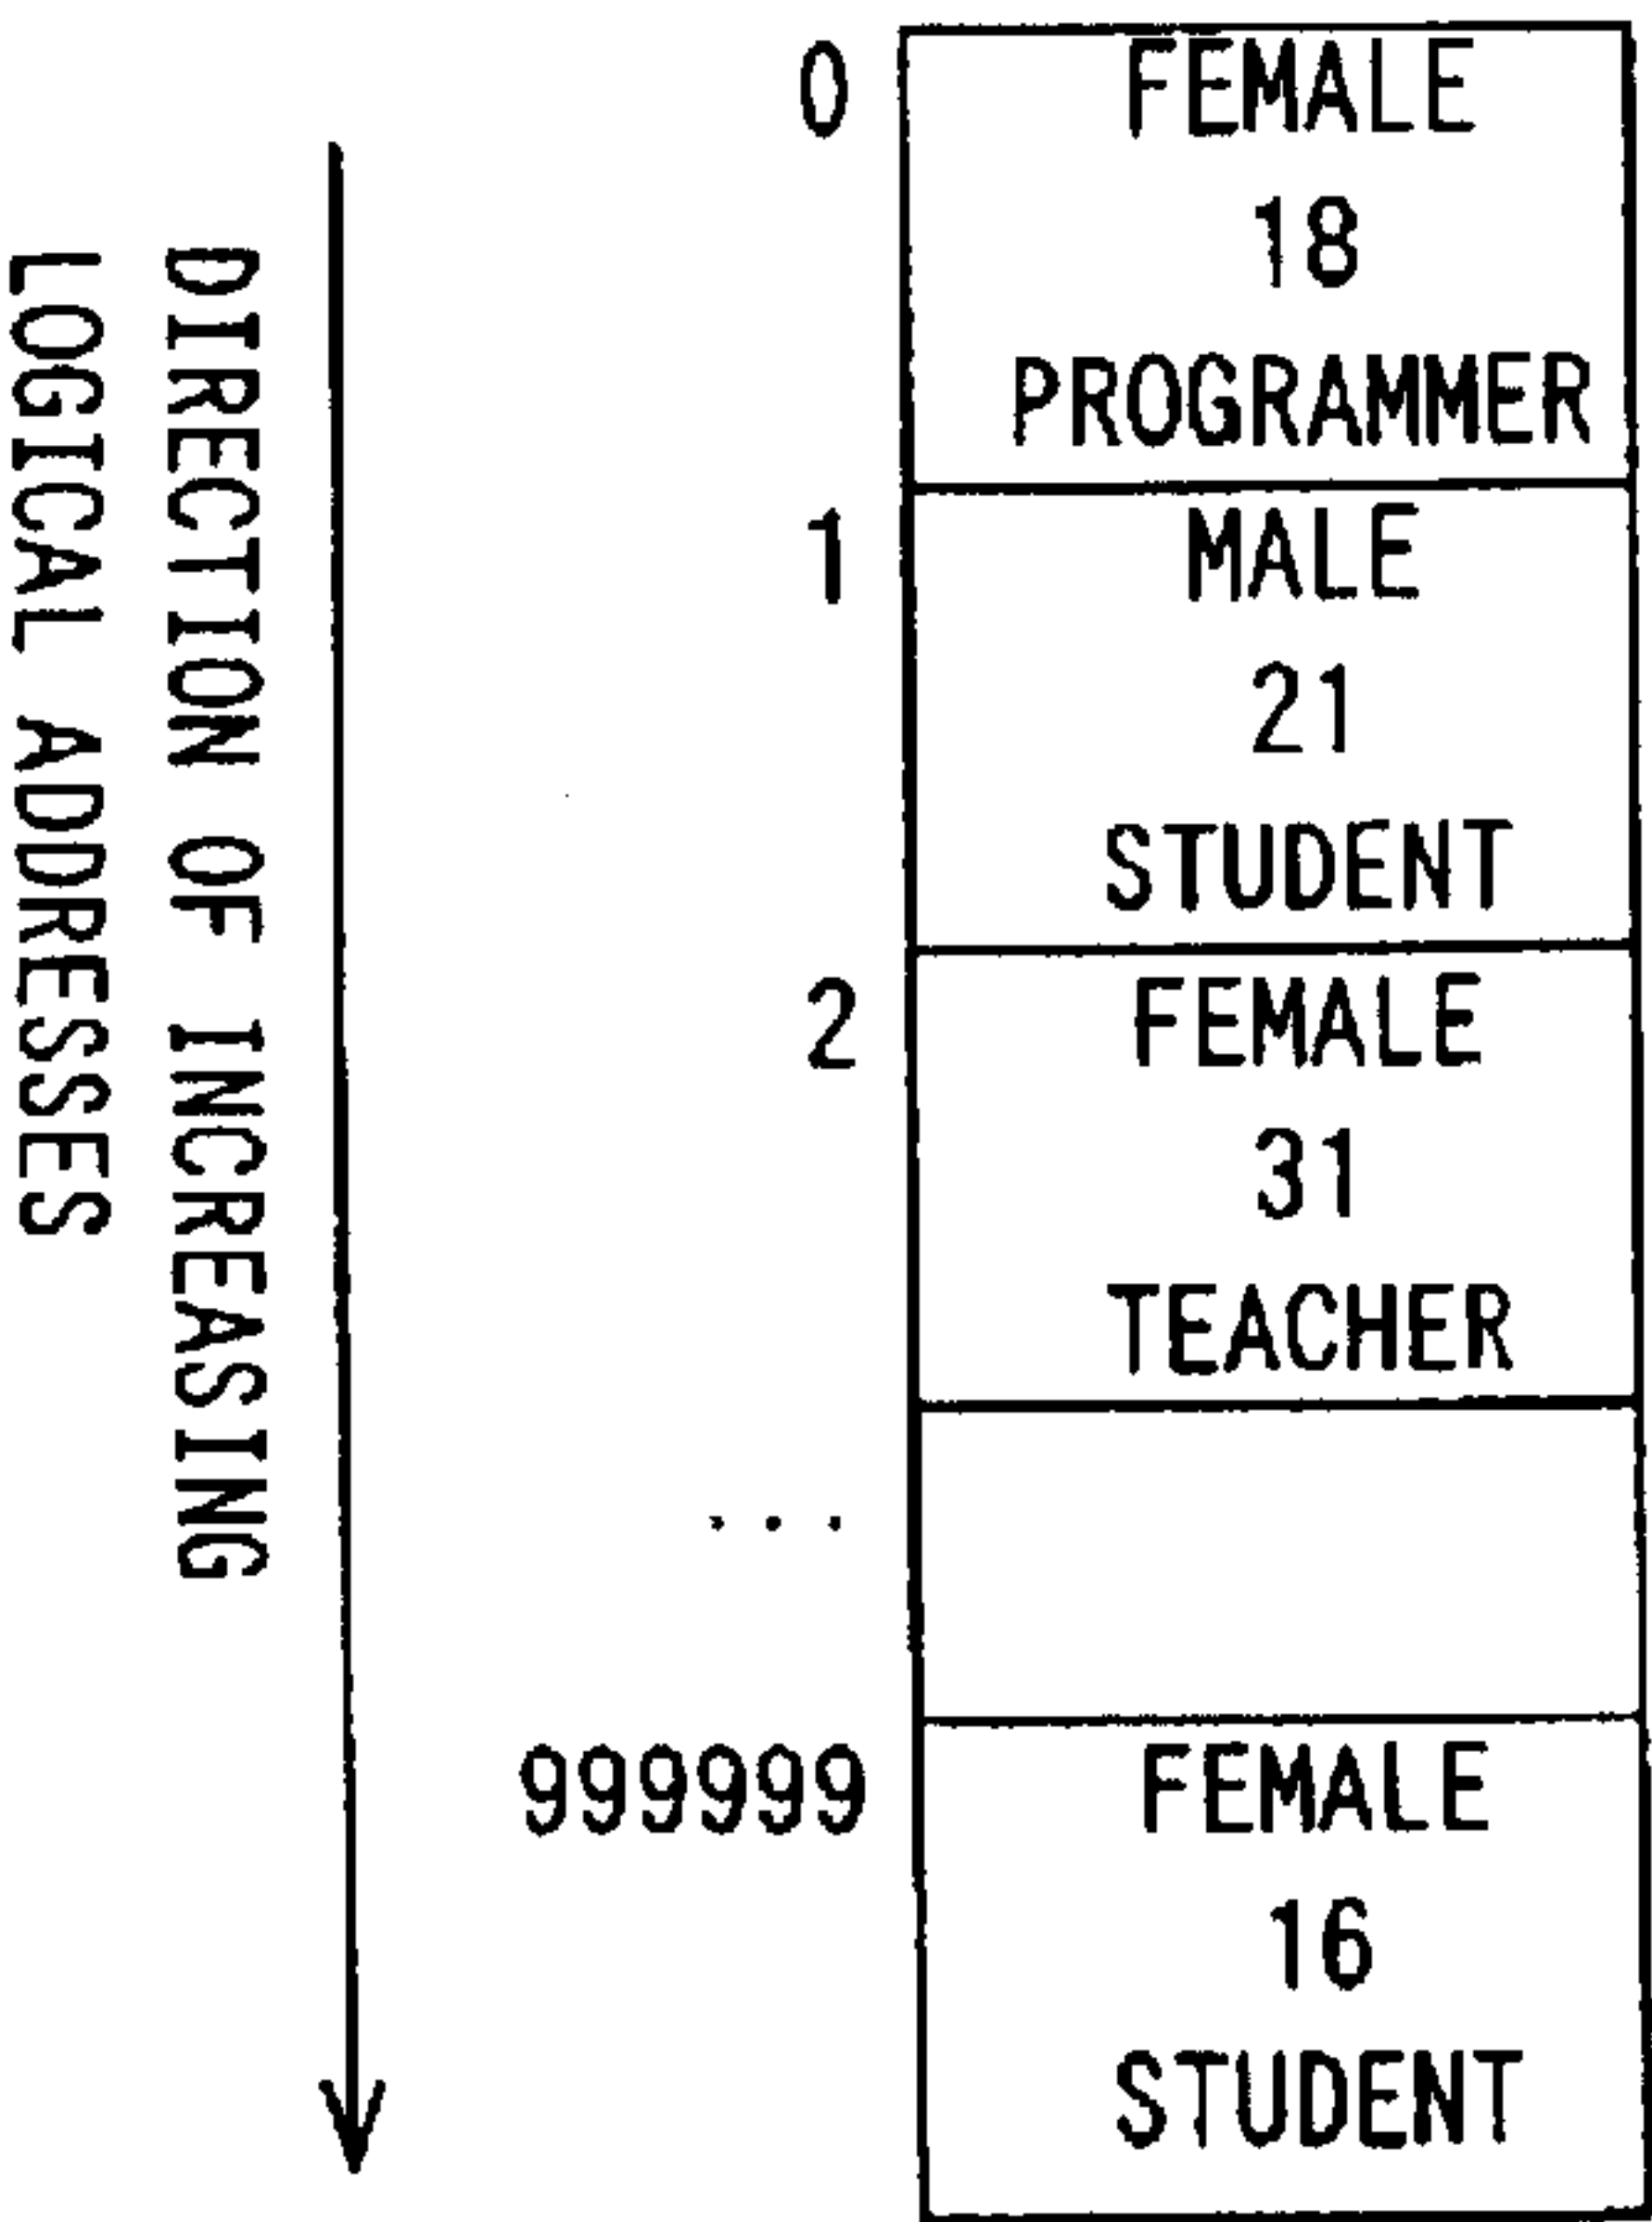 DIRECTION OF INCREASING
LOGICAL ADDRESSES
0
FEMALE
18
PROGRAMMER
1
MALE
21
STUDENT
2
FEMALE
31
TEACHER
...
999999
FEMALE
16
STUDENT